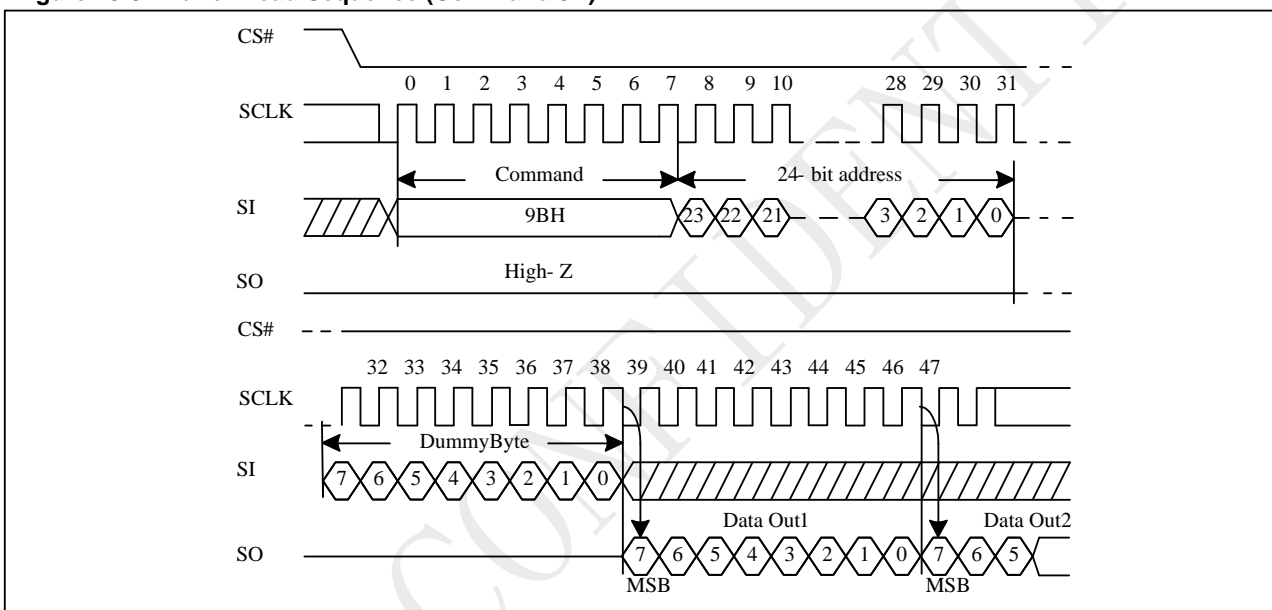 CS#
0 1 2 3 4 5 6 7 8 9 10 28 29 30 31
SCLK
Command 24- bit address
SI 9BH 23 22 21 3 2 1 0
SO High- Z
CS#
32 33 34 35 36 37 38 39 40 41 42 43 44 45 46 47
SCLK
DummyByte
SI 7 6 5 4 3 2 1 0
Data Out1 Data Out2
SO 7 6 5 4 3 2 1 0 7 6 5
MSB MSB
CONFIDENT